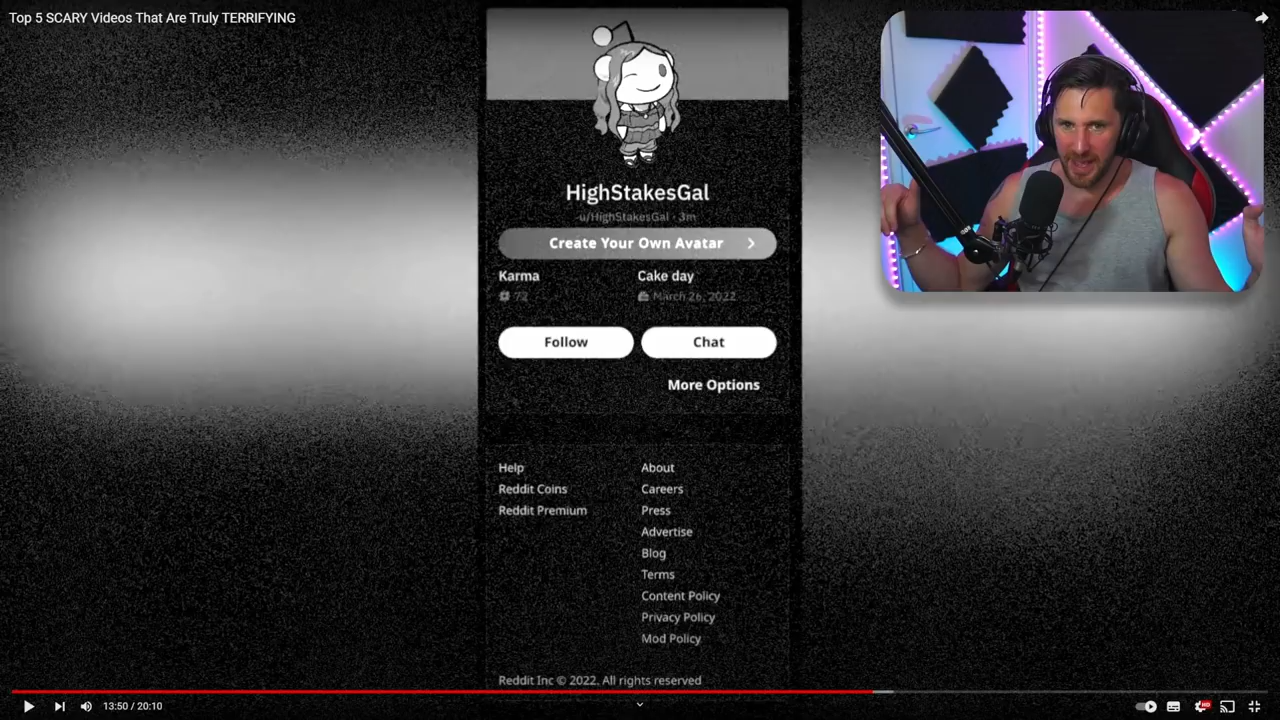 Top 5 SCARY Videos That Are Truly TERRIFYING
HighStakesGal
u/HighStakesGal · 3m
Create Your Own Avatar
Karma
Cake day
72
March 26, 2022
Follow
Chat
More Options
Help
About
Reddit Coins
Careers
Reddit Premium
Press
Advertise
Blog
Terms
Content Policy
Privacy Policy
Mod Policy
Reddit Inc © 2022. All rights reserved
13:50 / 20:10
HD